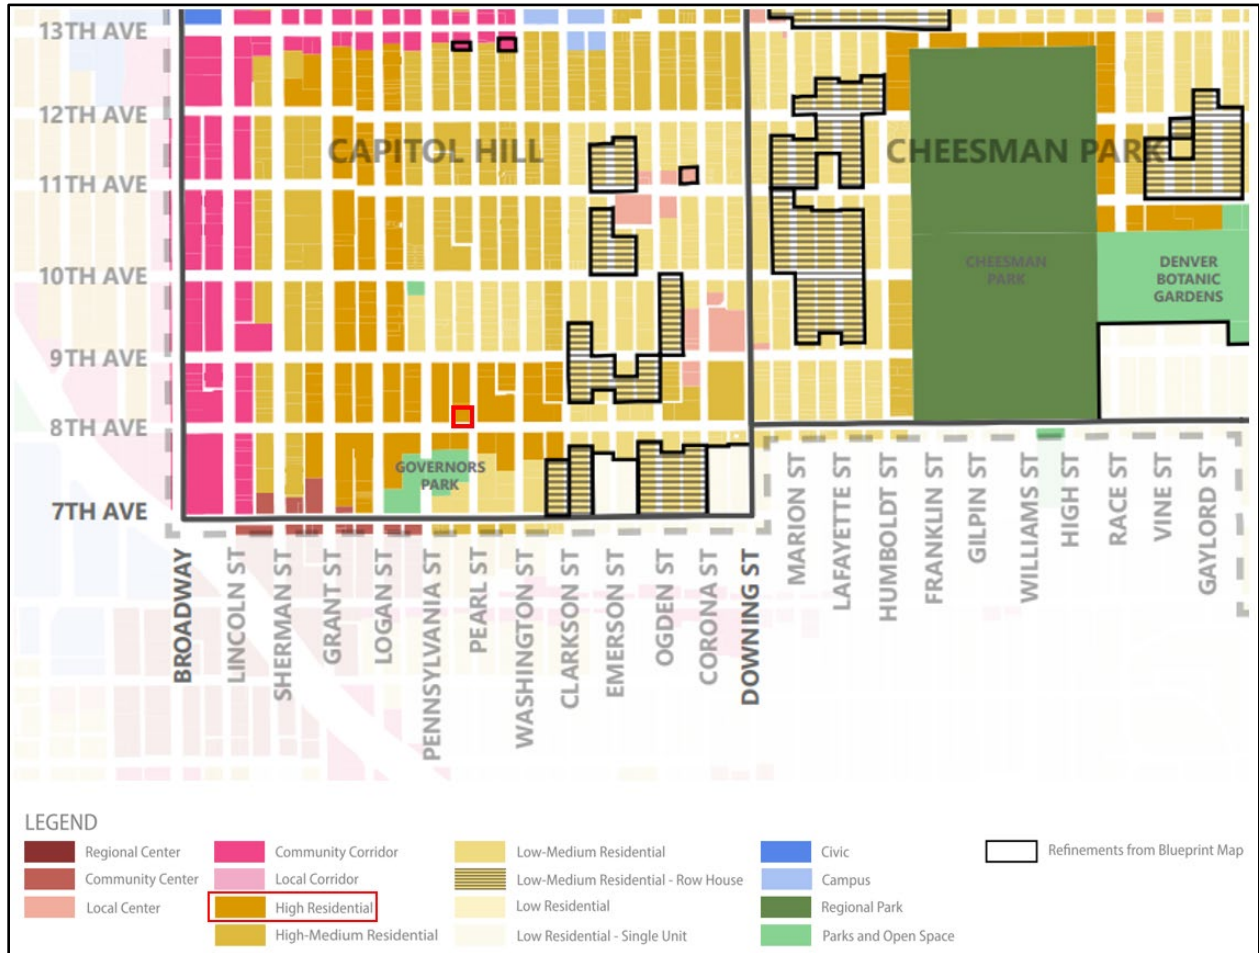 13TH AVE
12TH AVE
CAPITOL HILL
CHEESMAN PARK
11TH AVE
10TH AVE
CHEESMAN
PARK
DENVER
BOTANIC
GARDENS
9TH AVE
8TH AVE
GOVERNORS
PARK
7TH AVE
BROADWAY
LINCOLN ST
SHERMAN ST
GRANT ST
LOGAN ST
PENNSYLVANIA ST
PEARL ST
WASHINGTON ST
CLARKSON ST
EMERSON ST
OGDEN ST
CORONA ST
DOWNING ST
MARION ST
LAFAYETTE ST
HUMBOLDT ST
FRANKLIN ST
GILPIN ST
WILLIAMS ST
HIGH ST
RACE ST
VINE ST
GAYLORD ST
LEGEND
Regional Center
Community Center
Local Center
Community Corridor
Local Corridor
High Residential
High-Medium Residential
Low-Medium Residential
Low-Medium Residential - Row House
Low Residential
Low Residential - Single Unit
Civic
Campus
Regional Park
Parks and Open Space
Refinements from Blueprint Map